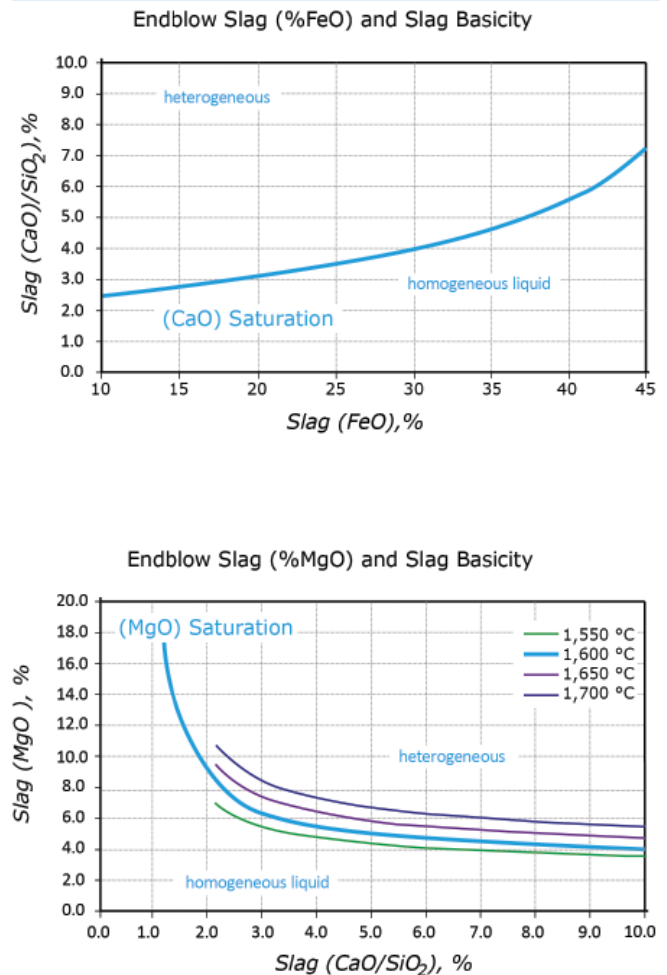 Endblow Slag (%FeO) and Slag Basicity
10.0
9.0
heterogeneous
8.0
7.0
6.0
5.0
4.0
3.0
homogeneous liquid
2.0
(CaO) Saturation
1.0
0.0
Slag (CaO)/SiO₂),%
10 15 20 25 30 35 40 45
Slag (FeO),%
Endblow Slag (%MgO) and Slag Basicity
20.0
(MgO) Saturation
1,550 °C
18.0
1,600 °C
16.0
1,650 °C
1,700 °C
14.0
12.0
10.0
heterogeneous
8.0
6.0
4.0
2.0
homogeneous liquid
0.0
Slag (MgO ), %
0.0 1.0 2.0 3.0 4.0 5.0 6.0 7.0 8.0 9.0 10.0
Slag (CaO/SiO₂), %